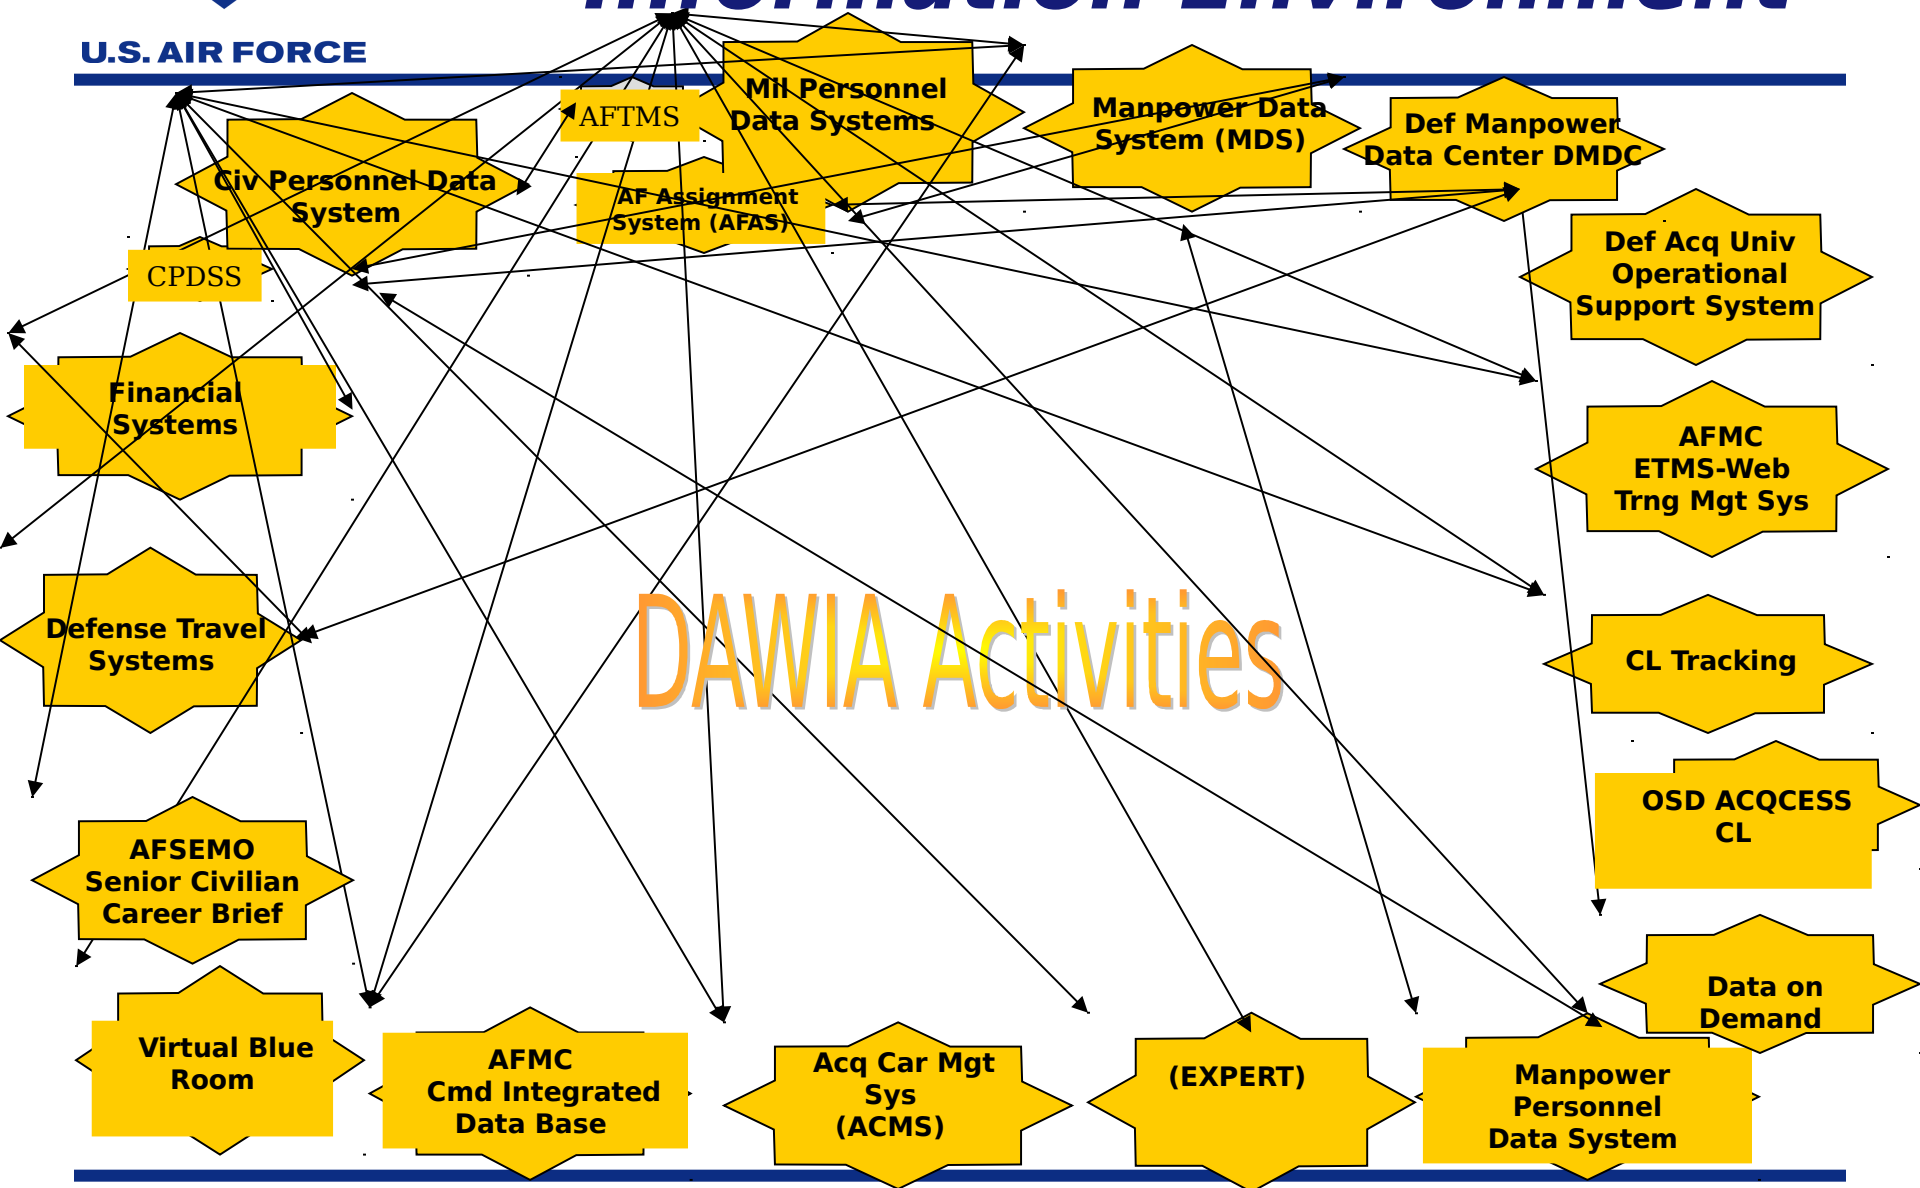 Information Environment
U.S. AIR FORCE
AFTMS
Mil Personnel
Data Systems
Manpower Data
System (MDS)
Def Manpower
Data Center DMDC
Civ Personnel Data
System
AF Assignment
System (AFAS)
CPDSS
Def Acq Univ
Operational
Support System
Financial
Systems
AFMC
ETMS-Web
Trng Mgt Sys
Defense Travel
Systems
DAWIA Activities
CL Tracking
OSD ACQCESS
CL
AFSEMO
Senior Civilian
Career Brief
Data on
Demand
Virtual Blue
Room
AFMC
Cmd Integrated
Data Base
Acq Car Mgt
Sys
(ACMS)
(EXPERT)
Manpower
Personnel
Data System